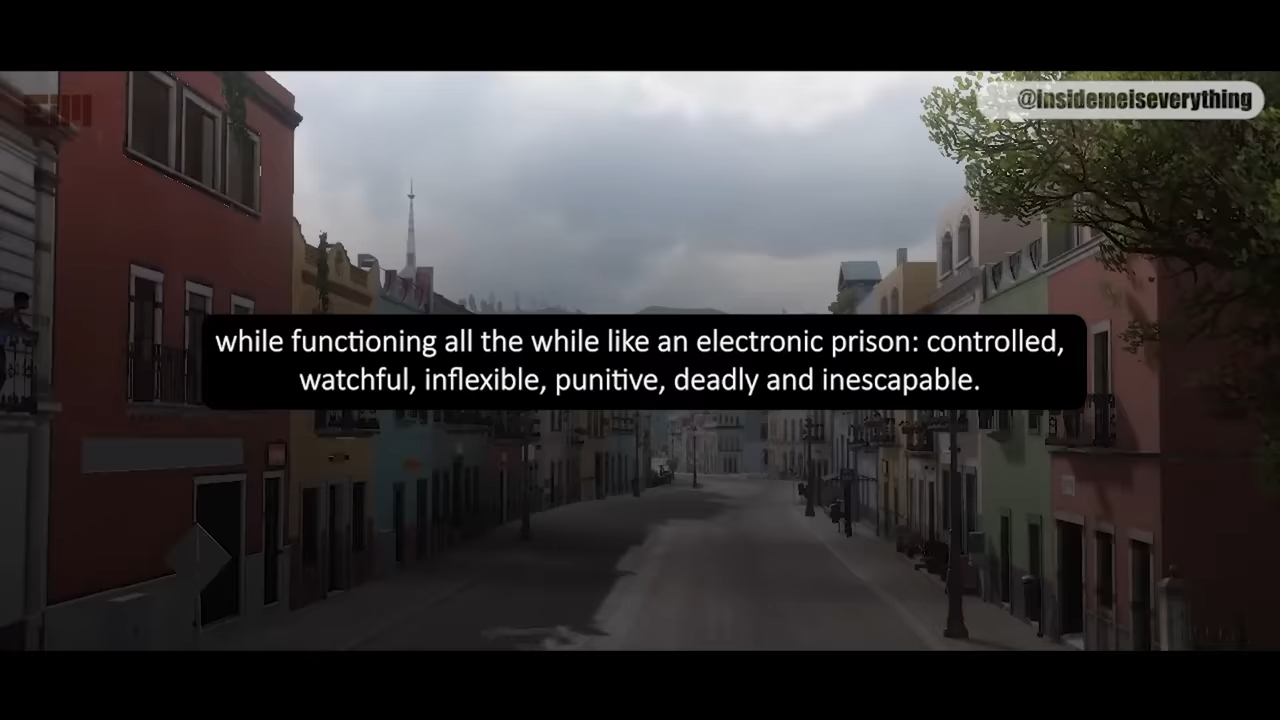 @insidemeiseverything
while functioning all the while like an electronic prison: controlled,
watchful, inflexible, punitive, deadly and inescapable.